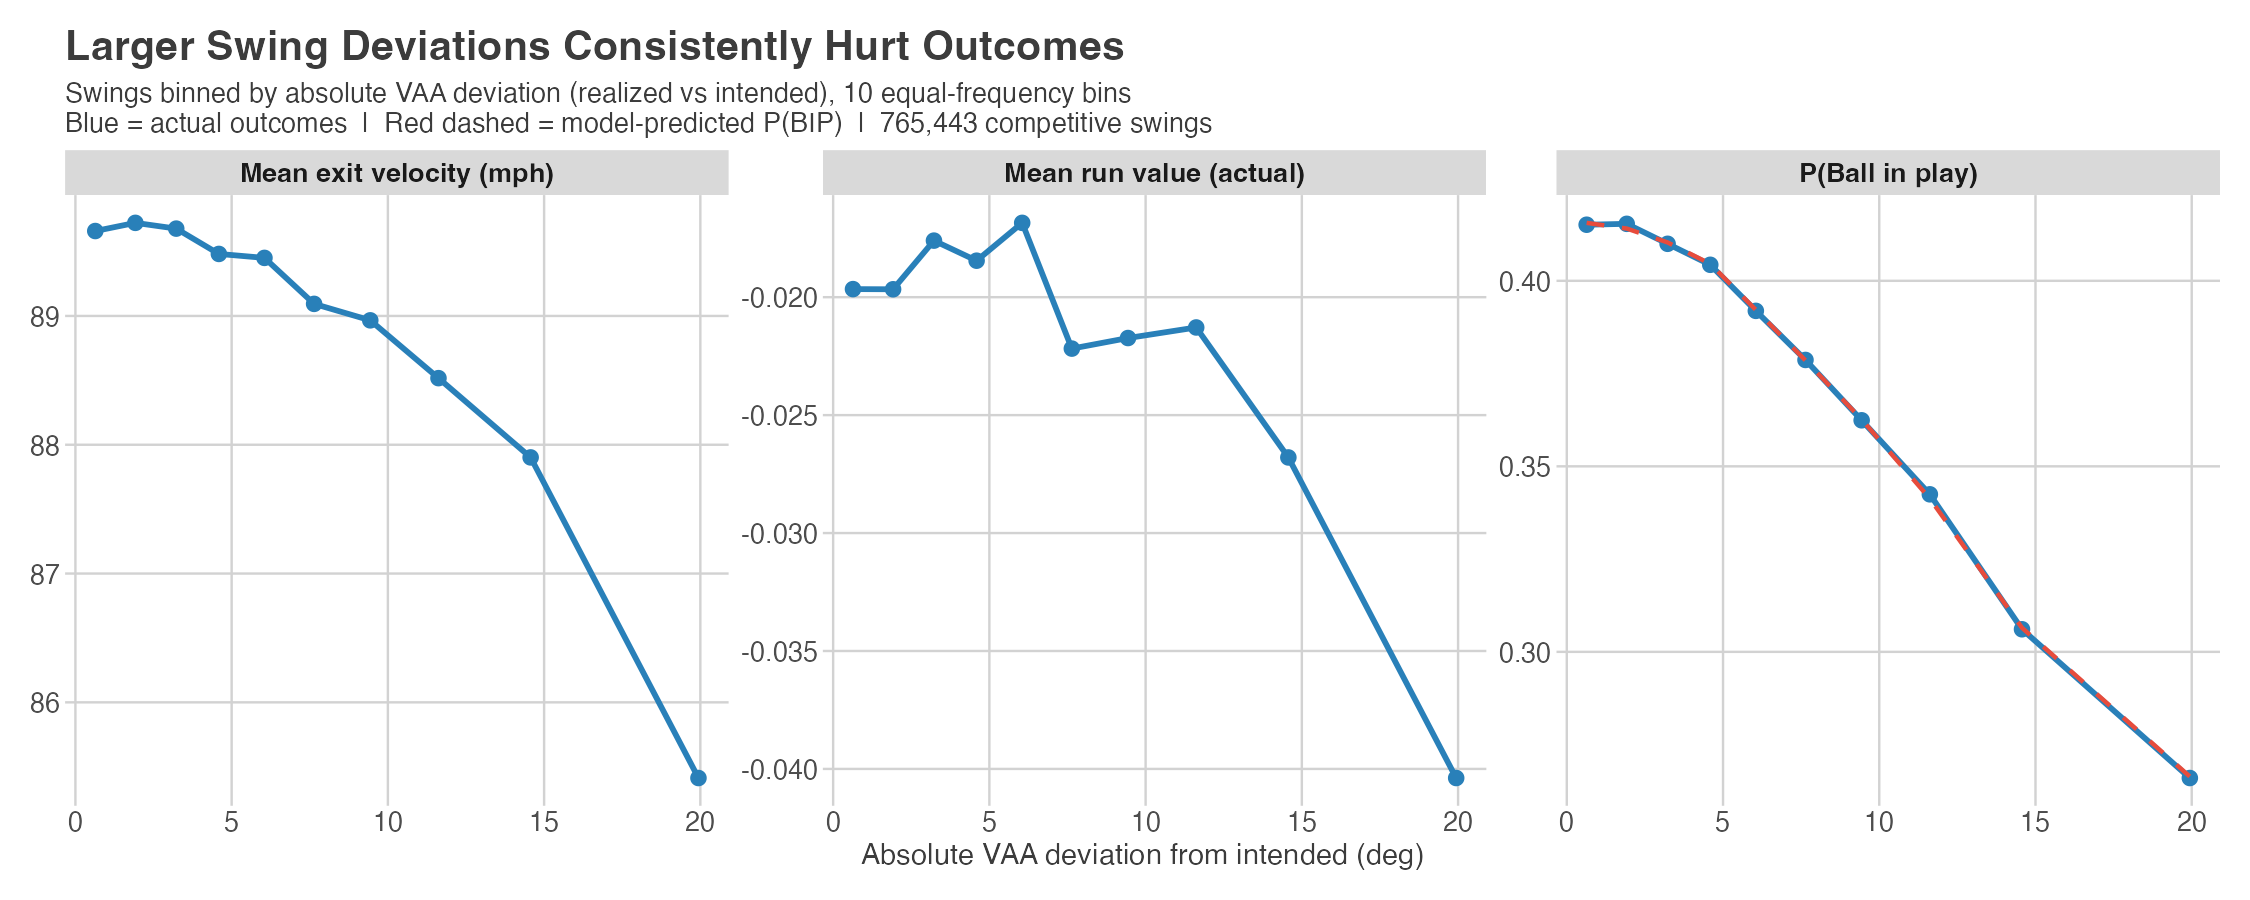 Larger Swing Deviations Consistently Hurt Outcomes
Swings binned by absolute VAA deviation (realized vs intended), 10 equal-frequency bins
Blue = actual outcomes | Red dashed = model-predicted P(BIP) | 765,443 competitive swings
Mean exit velocity (mph)
89
88
87
86
0 5 10 15 20
Mean run value (actual)
-0.020
-0.025
-0.030
-0.035
-0.040
0 5 10 15 20
P(Ball in play)
0.40
0.35
0.30
0 5 10 15 20
Absolute VAA deviation from intended (deg)